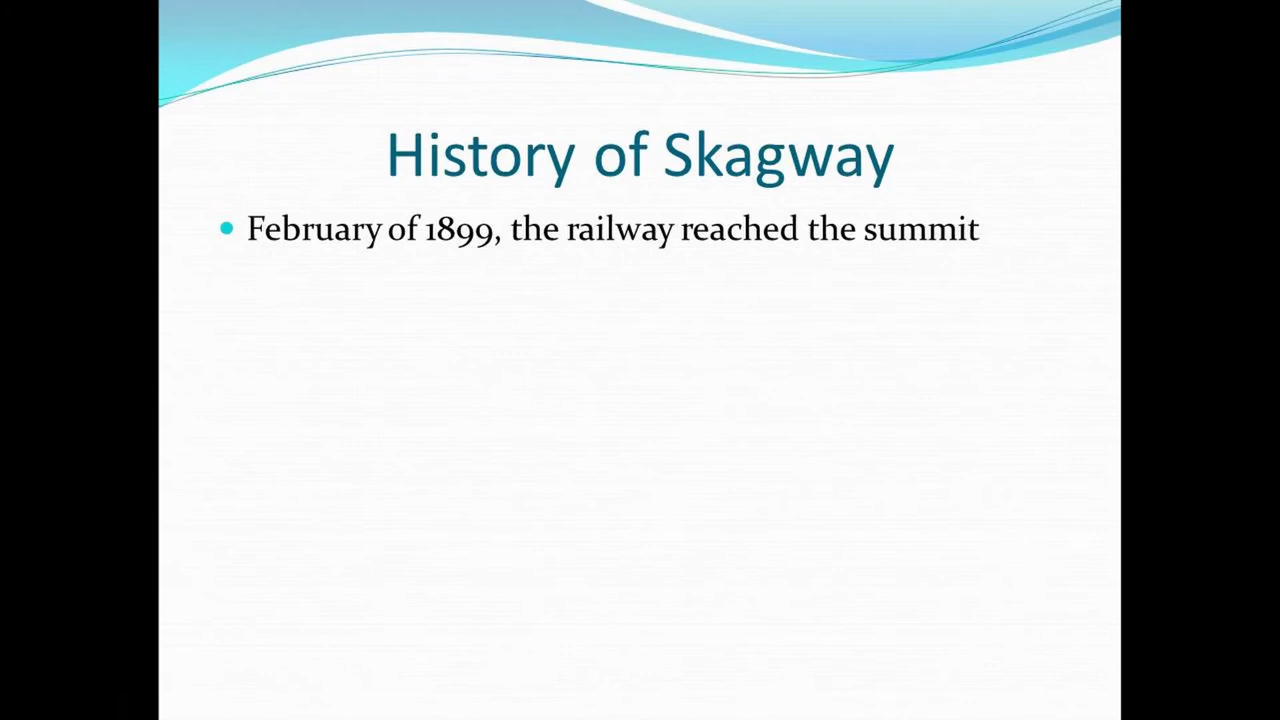 History of Skagway
February of 1899, the railway reached the summit